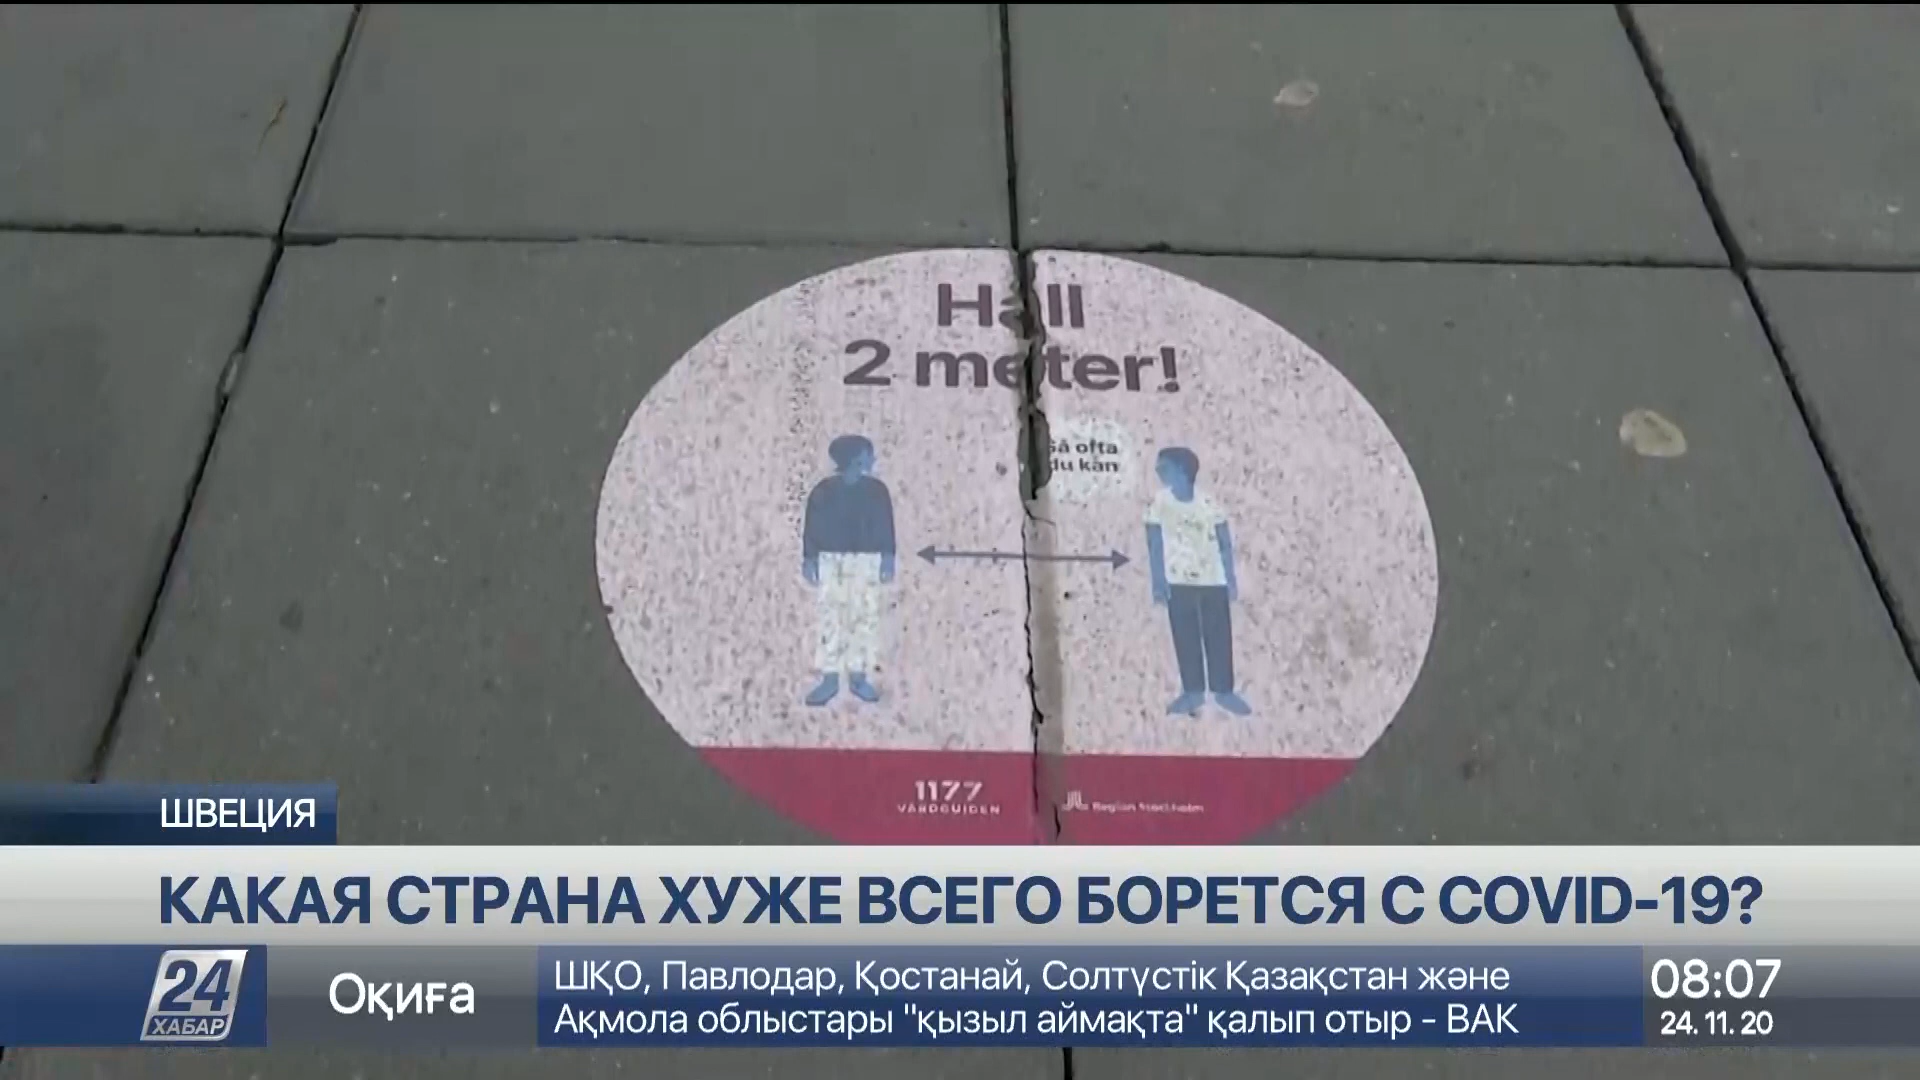 Håll
2 meter!
Så ofta
du kan
1177
VÅRDGUIDEN
Region Stockholm
ШВЕЦИЯ
КАКАЯ СТРАНА ХУЖЕ ВСЕГО БОРЕТСЯ С COVID-19?
24
ХАБАР
Оқиға
ШҚО, Павлодар, Қостанай, Солтүстік Қазақстан және
Ақмола облыстары "қызыл аймақта" қалып отыр - ВАК
08:07
24. 11. 20